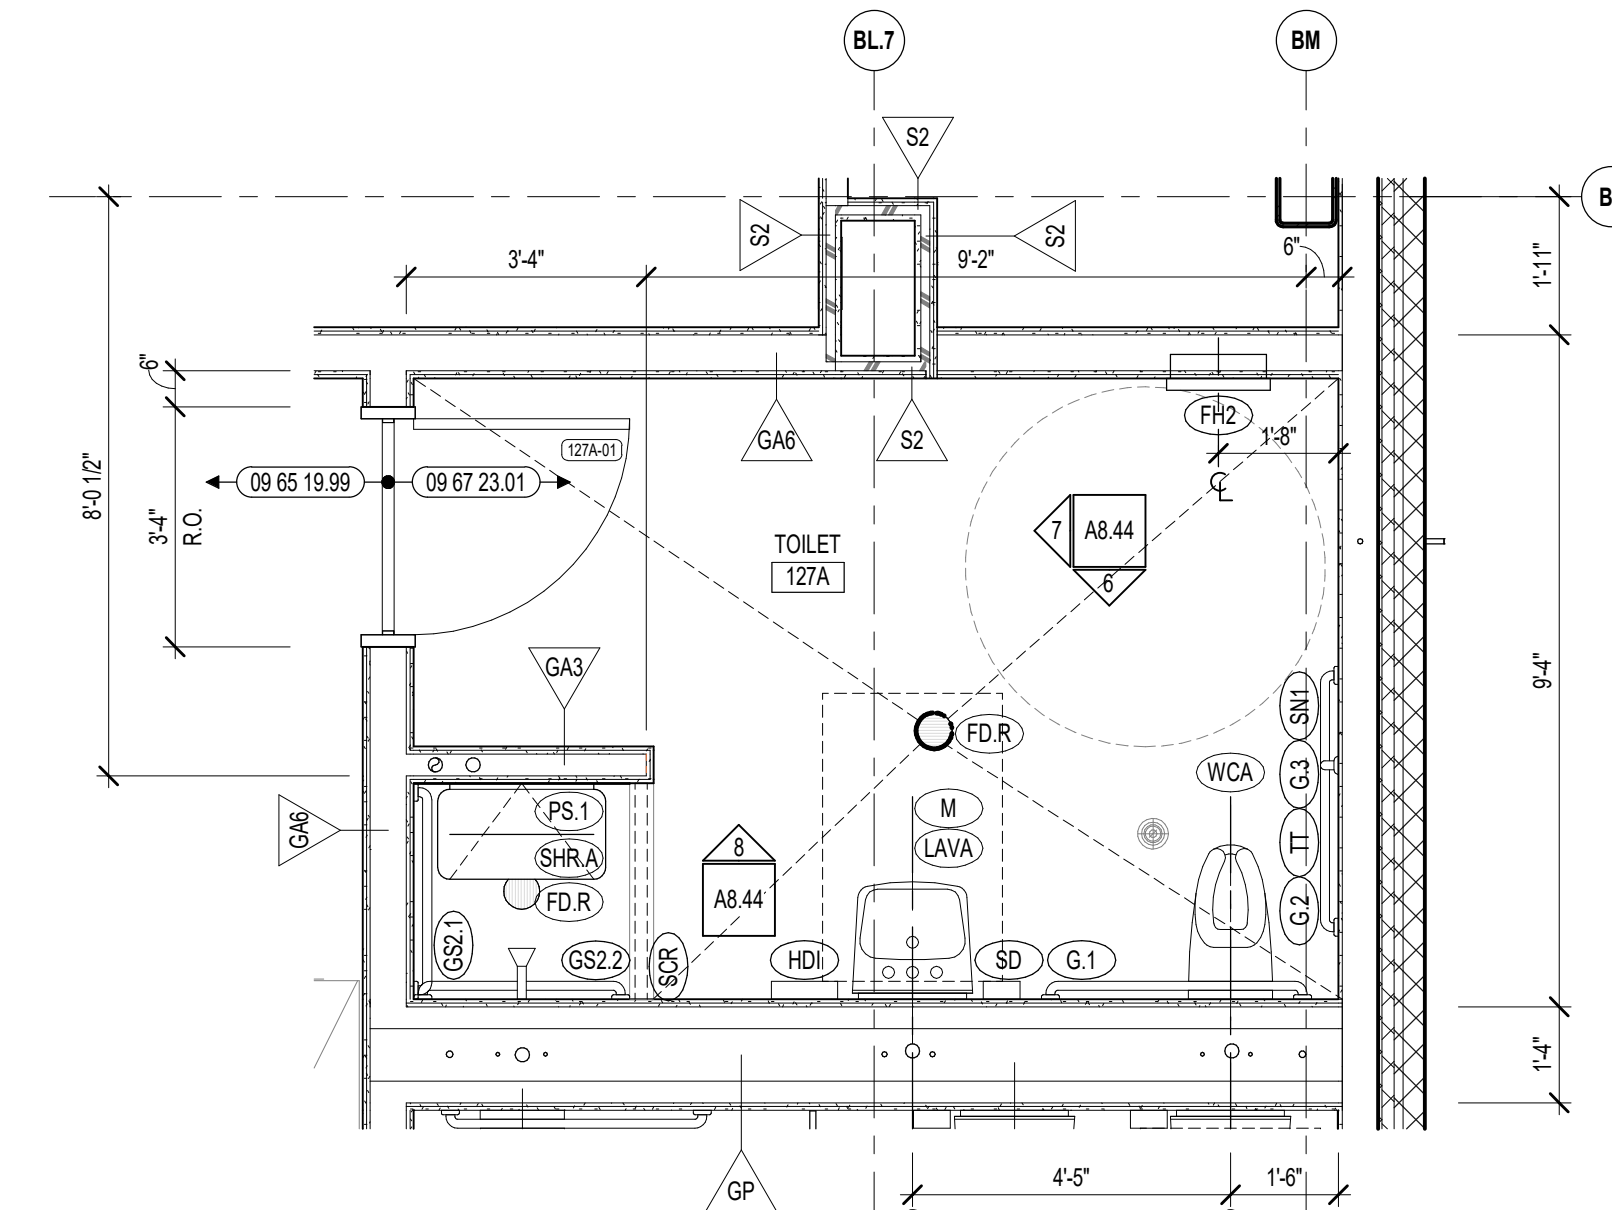 BL.7
BM
S2
B
S2
S2
3'-4"
9'-2"
6"
1'-11"
6"
FH2
GA6
S2
1'-8"
127A-01
09 65 19.99
09 67 23.01
CL
8'-0 1/2"
3'-4"
R.O.
7
A8.44
TOILET
127A
6
GA3
9'-4"
SN1
FD.R
WCA
G.3
PS.1
M
GA6
TT
8
LAVA
SHR.A
A8.44
FD.R
G.2
GS2.1
GS2.2
SCR
HDI
SD
G.1
1'-4"
4'-5"
1'-6"
GP